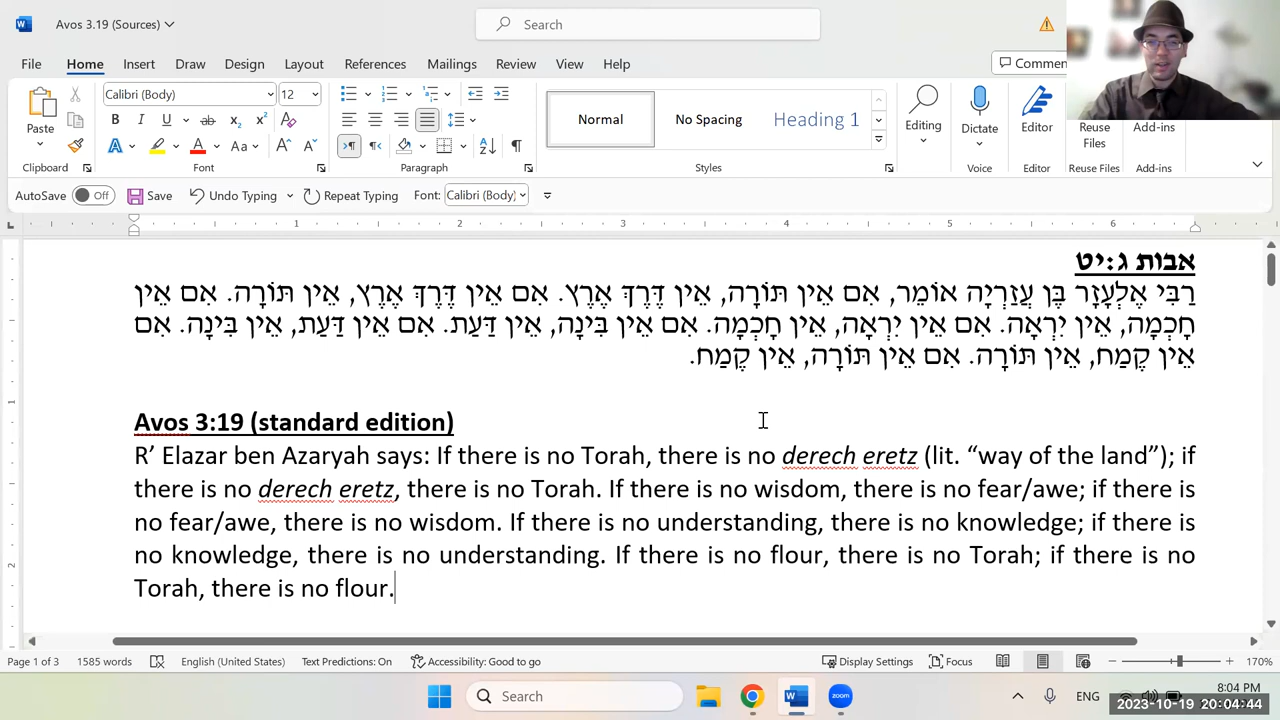 Avos 3.19 (Sources)
Search
File Home Insert Draw Design Layout References Mailings Review View Help
Calibri (Body) 12
Normal
No Spacing
Heading 1
Paste
Editing
Dictate
Editor
Reuse
Files
Add-ins
Clipboard
Font
Paragraph
Styles
Voice
Editor
Reuse Files
Add-ins
AutoSave Off Save Undo Typing Repeat Typing Font: Calibri (Body)
1 2 3 4 5 6
אבות ג:יט
רַבִּי אֶלְעָזָר בֶּן עֲזַרְיָה אוֹמֵר, אִם אֵין תּוֹרָה, אֵין דֶּרֶךְ אֶרֶץ. אִם אֵין דֶּרֶךְ אֶרֶץ, אֵין תּוֹרָה. אִם אֵין
חָכְמָה, אֵין יִרְאָה. אִם אֵין יִרְאָה, אֵין חָכְמָה. אִם אֵין בִּינָה, אֵין דַּעַת. אִם אֵין דַּעַת, אֵין בִּינָה. אִם
אֵין קֶמַח, אֵין תּוֹרָה. אִם אֵין תּוֹרָה, אֵין קֶמַח.
Avos 3:19 (standard edition)
R’ Elazar ben Azaryah says: If there is no Torah, there is no derech eretz (lit. “way of the land”); if
there is no derech eretz, there is no Torah. If there is no wisdom, there is no fear/awe; if there is
no fear/awe, there is no wisdom. If there is no understanding, there is no knowledge; if there is
no knowledge, there is no understanding. If there is no flour, there is no Torah; if there is no
Torah, there is no flour.
Page 1 of 3 1585 words English (United States) Text Predictions: On Accessibility: Good to go Display Settings Focus 170%
Search
zoom
ENG
8:04 PM
2023-10-19 20:04:44